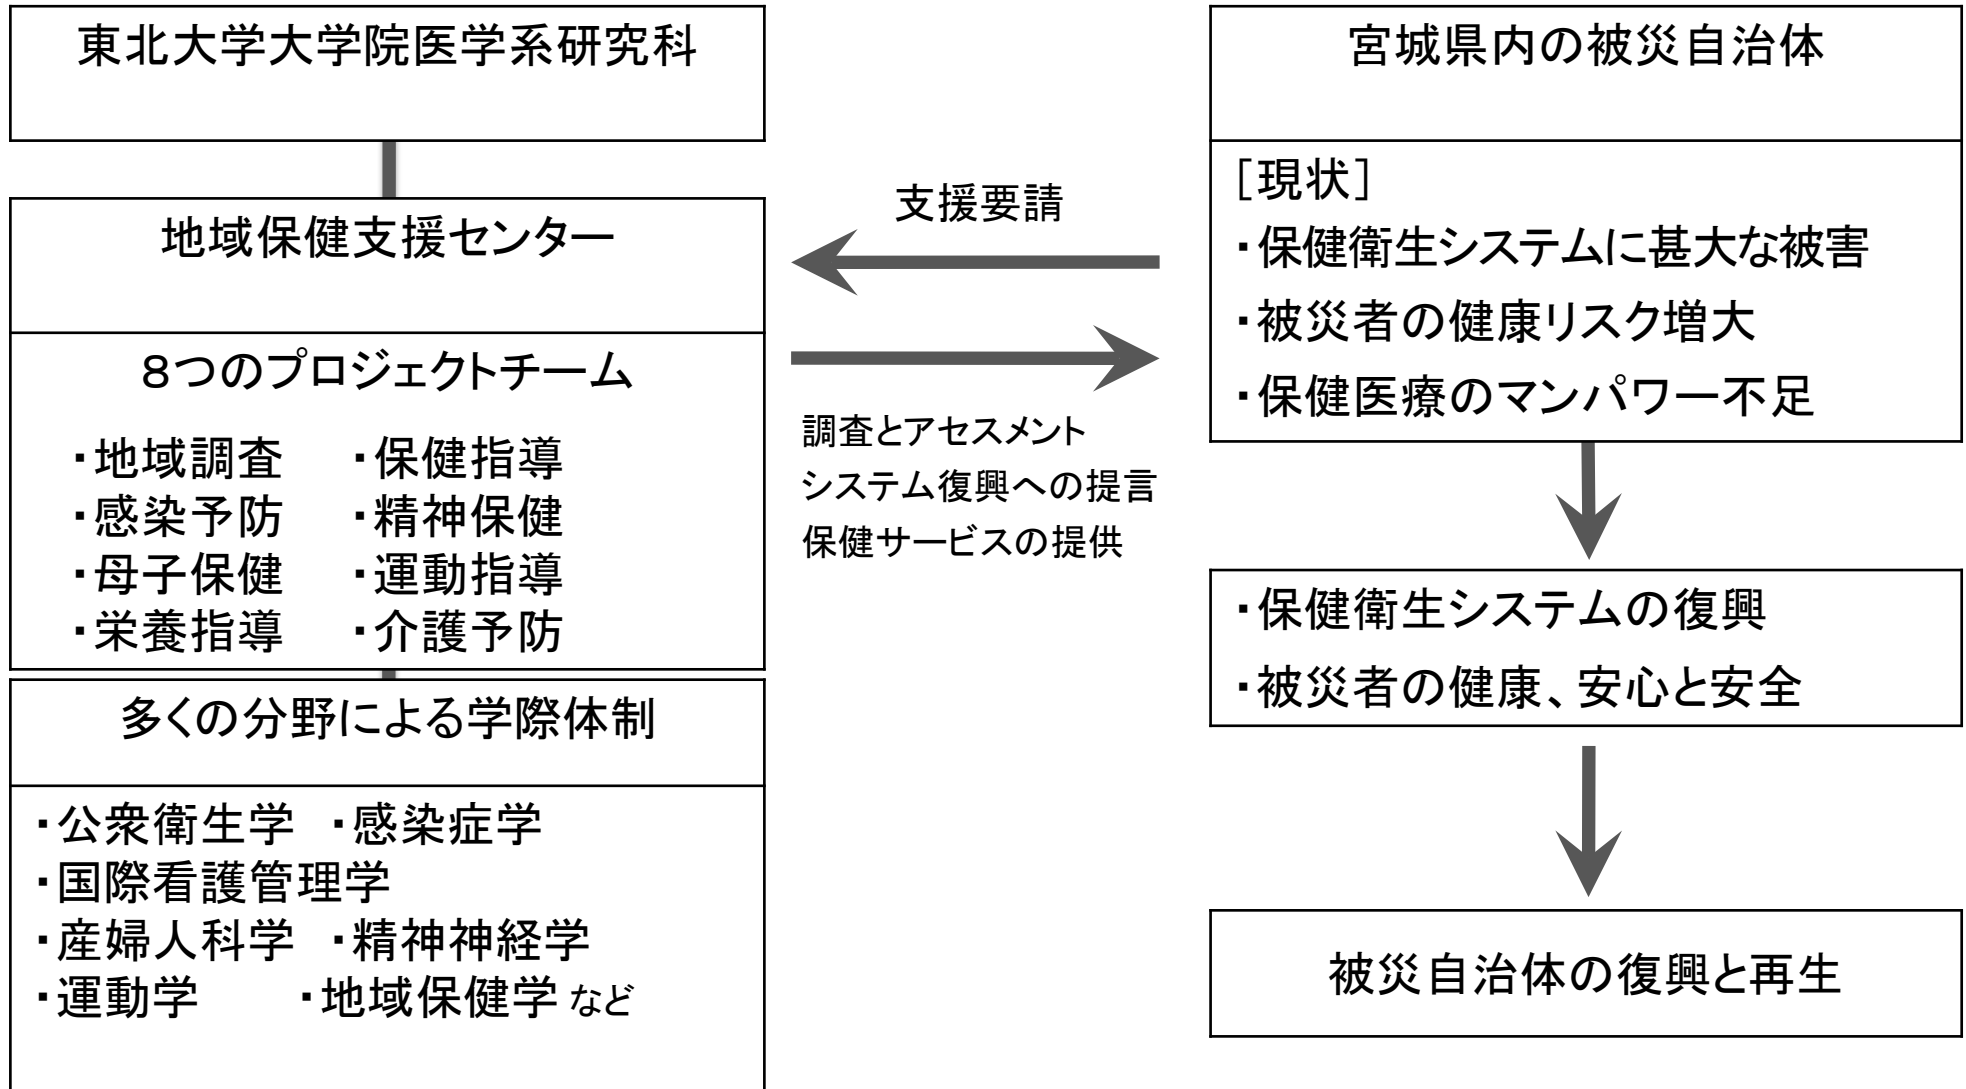 東北大学大学院医学系研究科
地域保健支援センター
８つのプロジェクトチーム
・地域調査　・保健指導
・感染予防　・精神保健
・母子保健　・運動指導
・栄養指導　・介護予防
多くの分野による学際体制
・公衆衛生学　・感染症学
・国際看護管理学
・産婦人科学　・精神神経学
・運動学　・地域保健学 など
支援要請
調査とアセスメント
システム復興への提言
保健サービスの提供
宮城県内の被災自治体
［現状］
・保健衛生システムに甚大な被害
・被災者の健康リスク増大
・保健医療のマンパワー不足
・保健衛生システムの復興
・被災者の健康、安心と安全
被災自治体の復興と再生